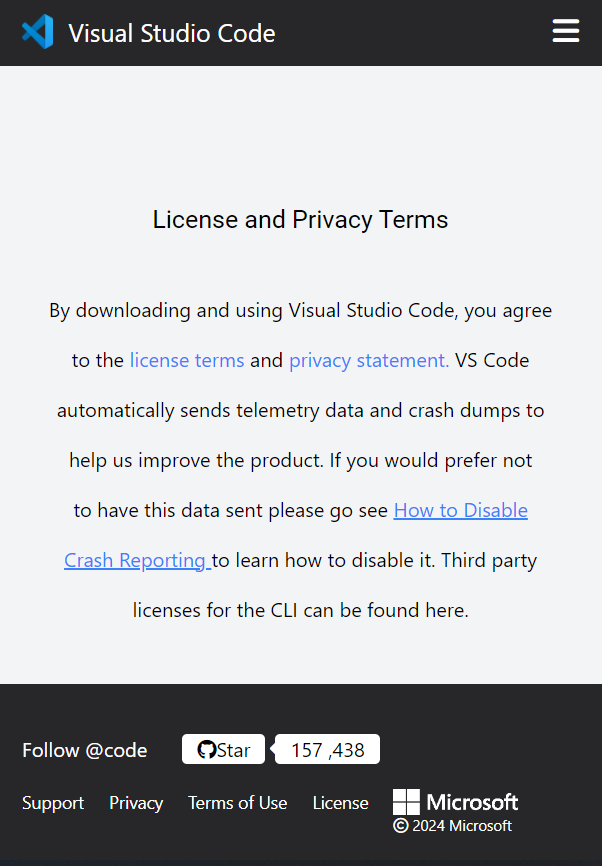 Visual Studio Code
License and Privacy Terms
By downloading and using Visual Studio Code, you agree
to the license terms and privacy statement. VS Code
automatically sends telemetry data and crash dumps to
help us improve the product. If you would prefer not
to have this data sent please go see How to Disable
Crash Reporting to learn how to disable it. Third party
licenses for the CLI can be found here.
Follow @code Star 157 ,438
Support Privacy Terms of Use License Microsoft
© 2024 Microsoft